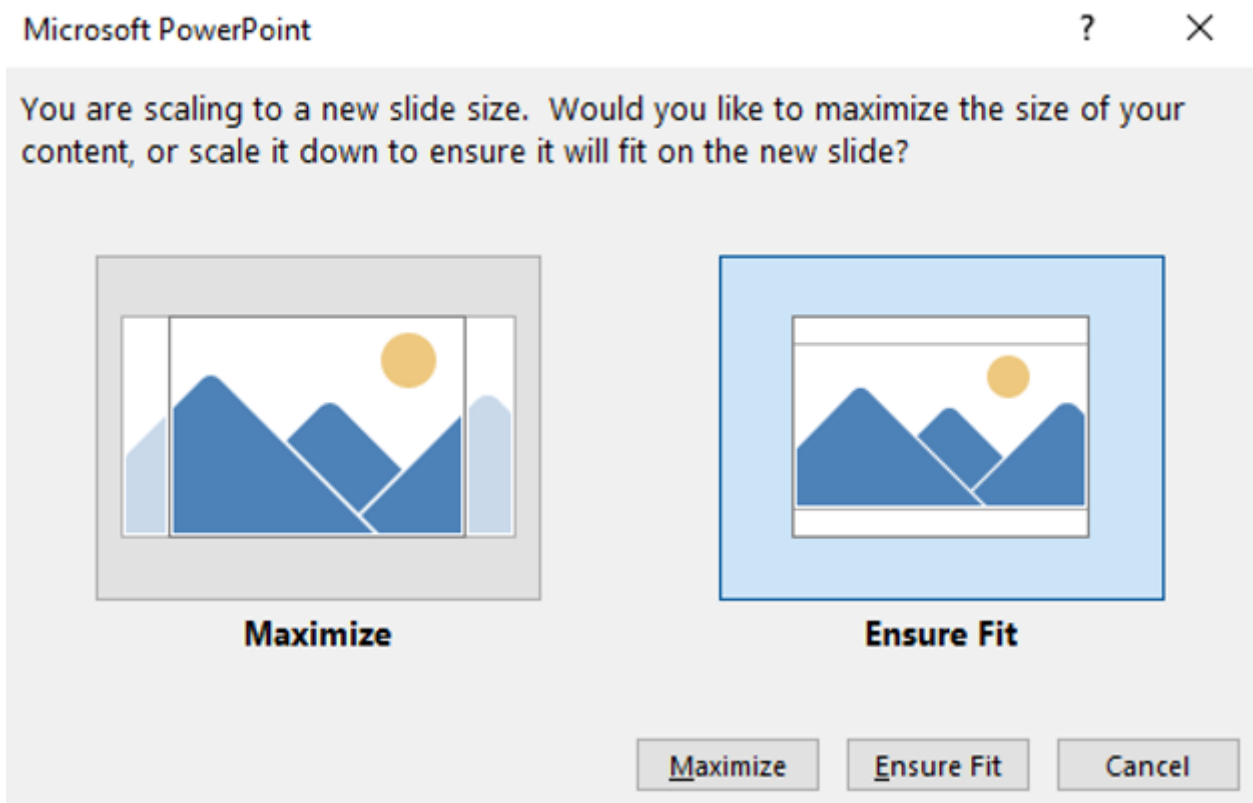 Microsoft PowerPoint
?
You are scaling to a new slide size.  Would you like to maximize the size of your
content, or scale it down to ensure it will fit on the new slide?
Maximize
Ensure Fit
Maximize
Ensure Fit
Cancel